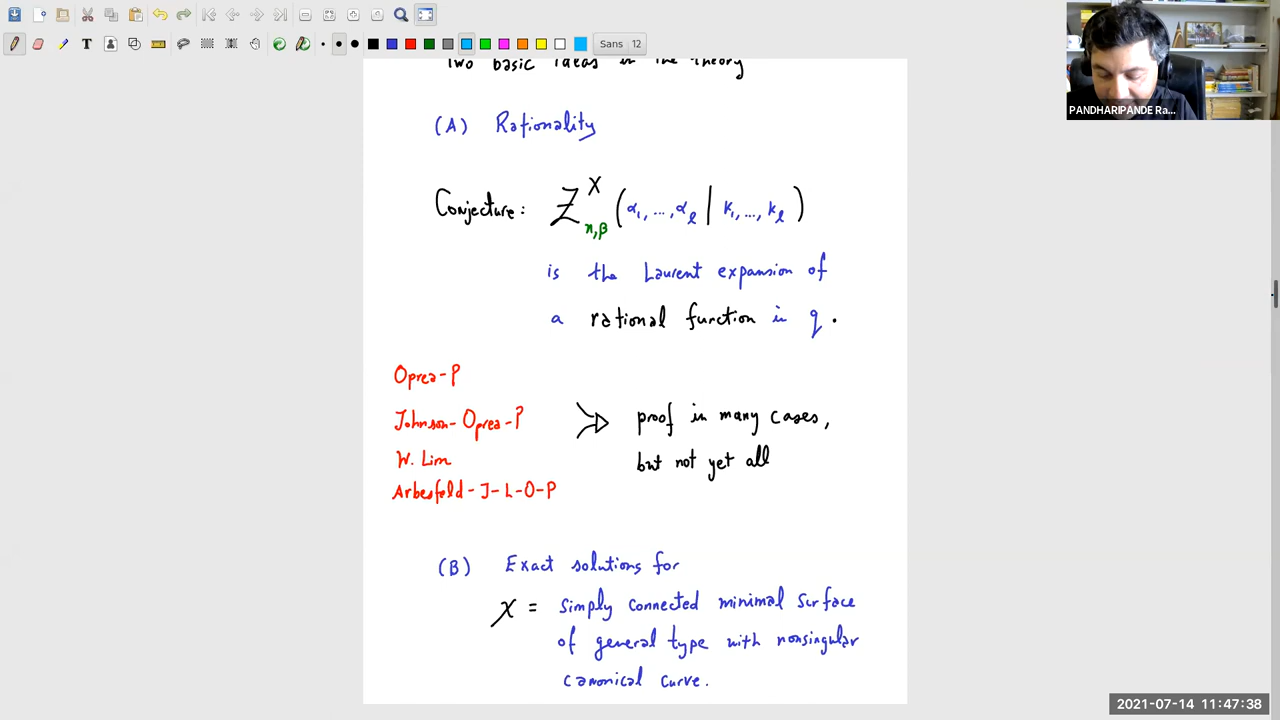 Sans 12
PANDHARIPANDE Ra...
Two basic ideas in the theory
(A) Rationality
Conjecture: Z^X_{n,β} (α₁, ..., α_ℓ | k₁, ..., k_ℓ)
is the Laurent expansion of
a rational function in q.
Oprea-P
Johnson-Oprea-P
W. Lim
Arbesfeld-J-L-O-P
proof in many cases,
but not yet all
(B) Exact solutions for
X = simply connected minimal surface
of general type with nonsingular
canonical curve.
2021-07-14 11:47:38